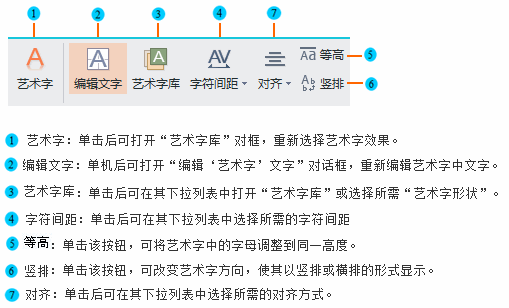 1 2 3 4 7
艺术字 编辑文字 艺术字库 字符间距 对齐 Aa 等高 5
竖排 6
1 艺术字：单击后可打开“艺术字库”对框，重新选择艺术字效果。
2 编辑文字：单机后可打开“编辑‘艺术字’文字”对话框，重新编辑艺术字中文字。
3 艺术字库：单击后可在其下拉列表中打开“艺术字库”或选择所需“艺术字形状”。
4 字符间距：单击后可在其下拉列表中选择所需的字符间距
5 等高：单击该按钮，可将艺术字中的字母调整到同一高度。
6 竖排：单击该按钮，可改变艺术字方向，使其以竖排或横排的形式显示。
7 对齐：单击后可在其下拉列表中选择所需的对齐方式。